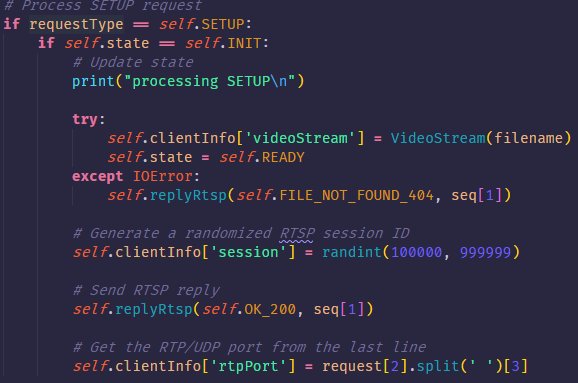 # Process SETUP request
if requestType == self.SETUP:
    if self.state == self.INIT:
        # Update state
        print("processing SETUP\n")

        try:
            self.clientInfo['videoStream'] = VideoStream(filename)
            self.state = self.READY
        except IOError:
            self.replyRtsp(self.FILE_NOT_FOUND_404, seq[1])

        # Generate a randomized RTSP session ID
        self.clientInfo['session'] = randint(100000, 999999)

        # Send RTSP reply
        self.replyRtsp(self.OK_200, seq[1])

        # Get the RTP/UDP port from the last line
        self.clientInfo['rtpPort'] = request[2].split(' ')[3]